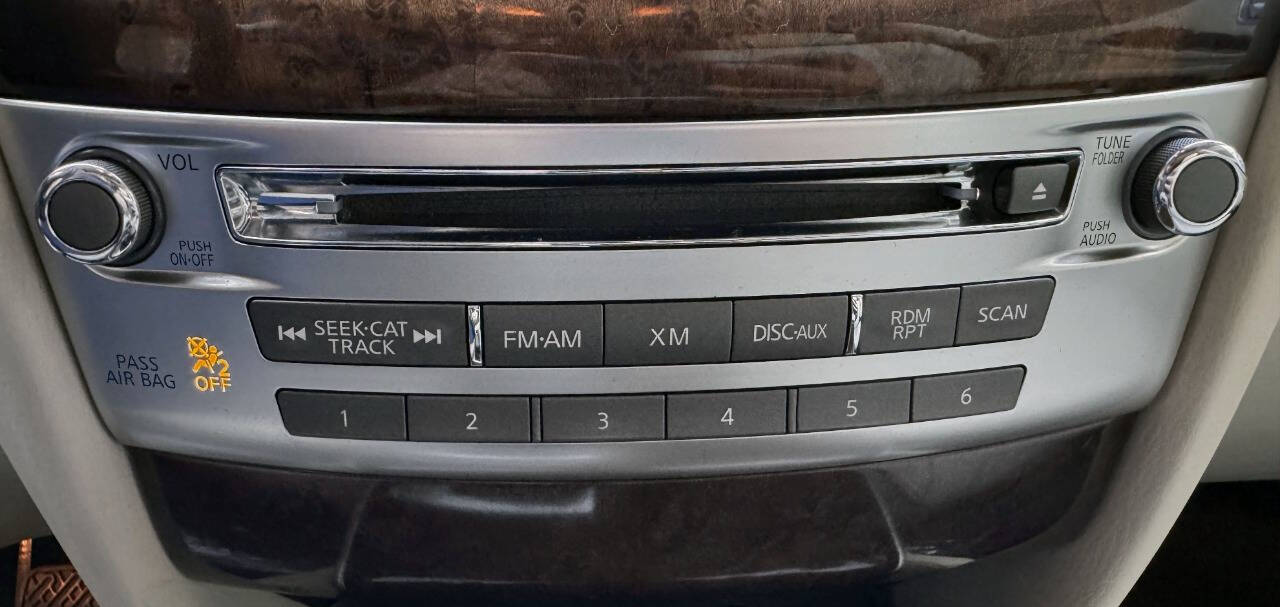 VOL
TUNE
FOLDER
PUSH
ON·OFF
PUSH
AUDIO
SEEK·CAT
TRACK
FM·AM
XM
DISC·AUX
RDM
RPT
SCAN
PASS
AIR BAG
2
OFF
1
2
3
4
5
6